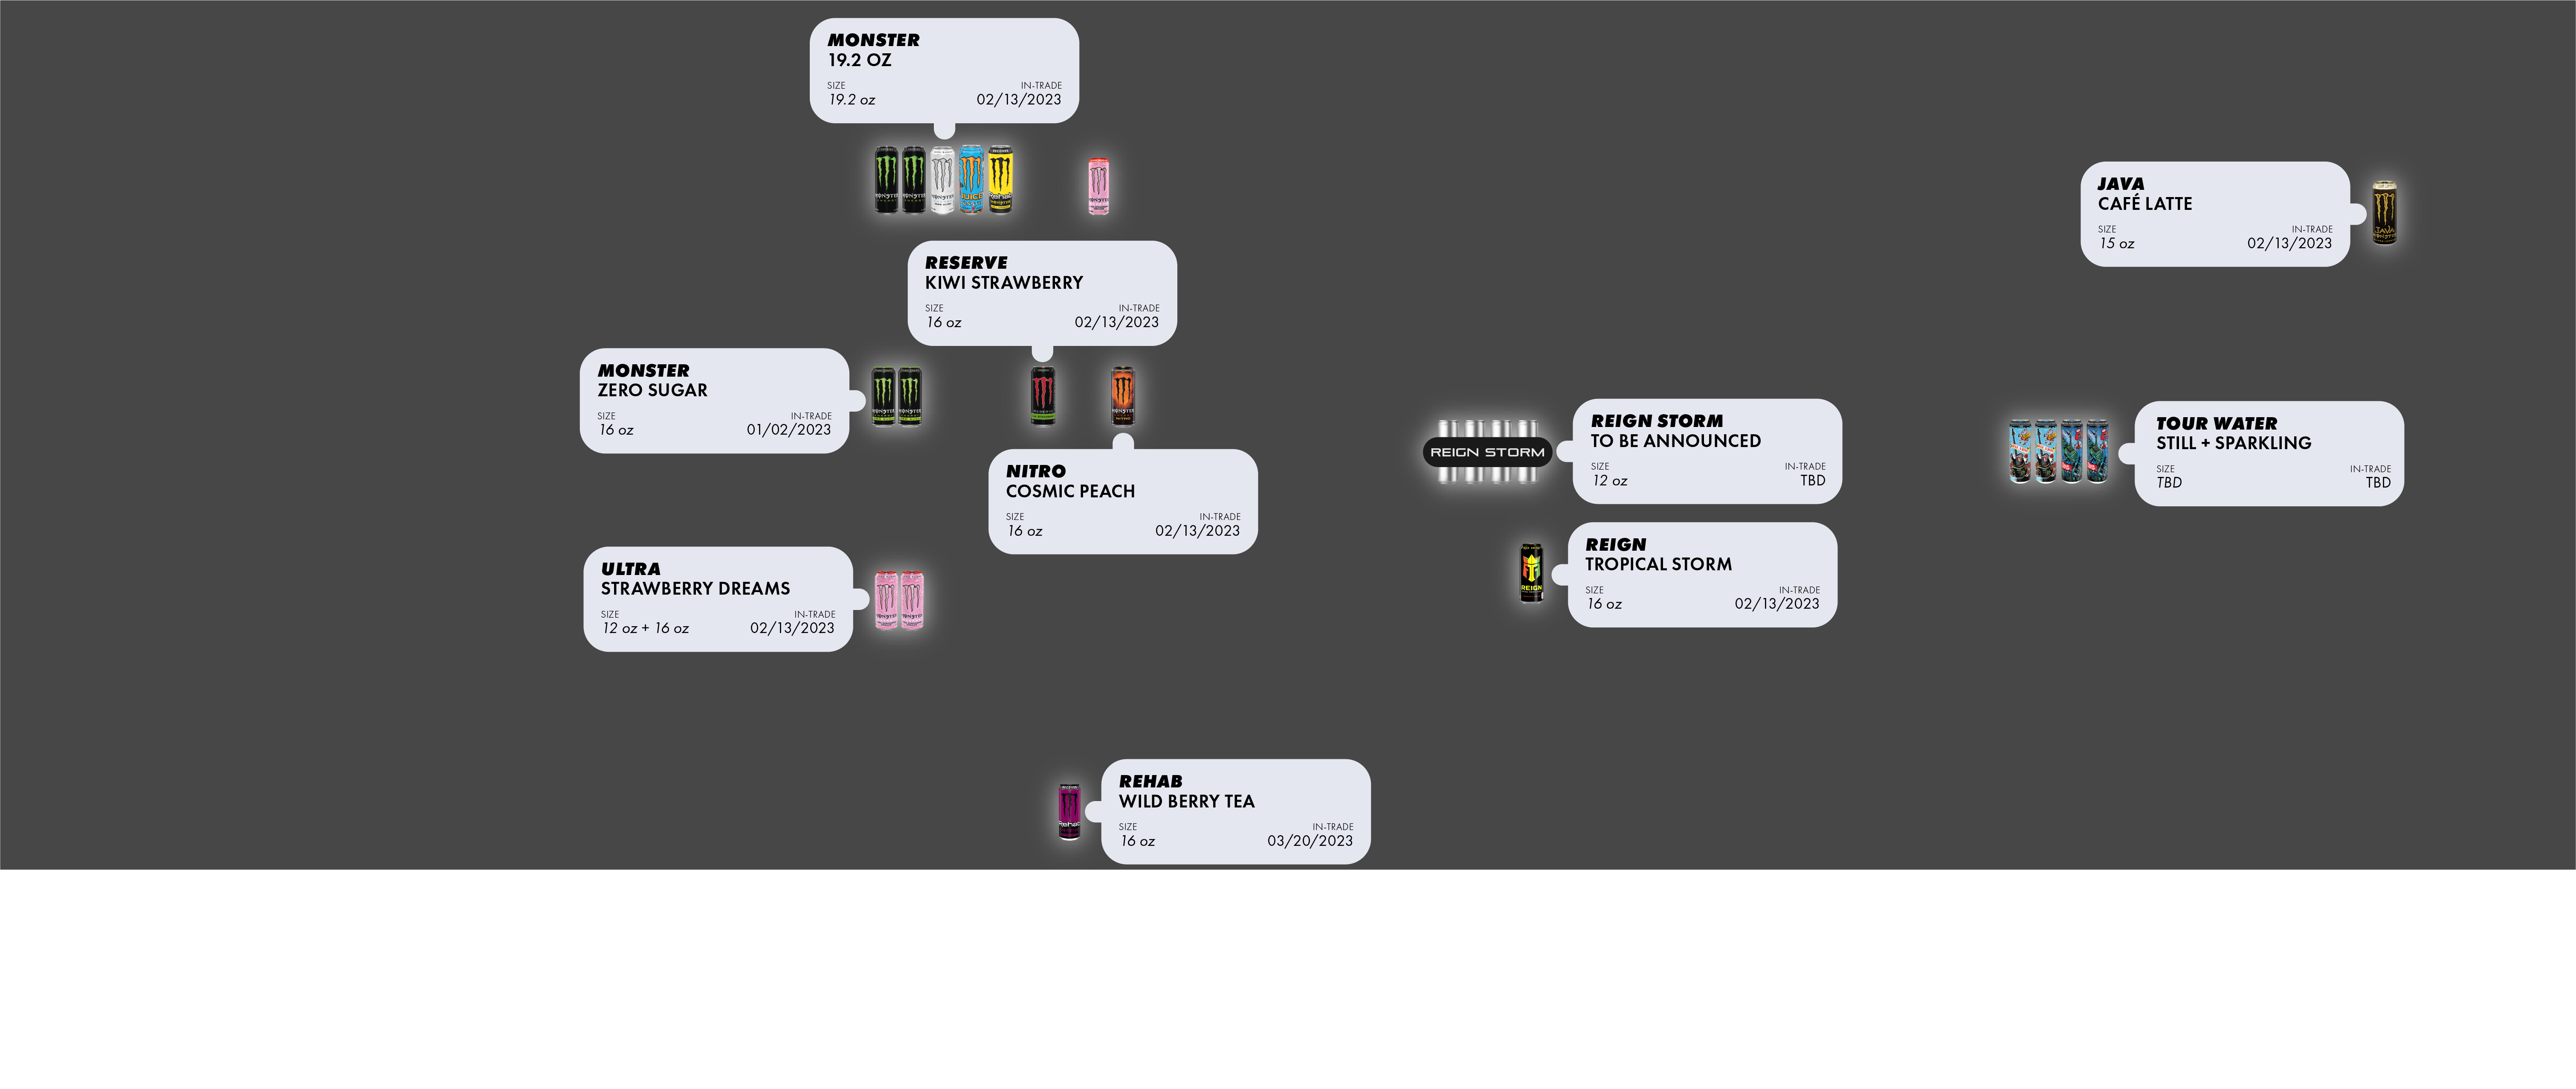 MONSTER
19.2 OZ
SIZE
19.2 oz
IN-TRADE
02/13/2023
JAVA
CAFÉ LATTE
SIZE
15 oz
IN-TRADE
02/13/2023
RESERVE
KIWI STRAWBERRY
SIZE
16 oz
IN-TRADE
02/13/2023
MONSTER
ZERO SUGAR
SIZE
16 oz
IN-TRADE
01/02/2023
NITRO
COSMIC PEACH
SIZE
16 oz
IN-TRADE
02/13/2023
REIGN STORM
REIGN STORM
TO BE ANNOUNCED
SIZE
12 oz
IN-TRADE
TBD
TOUR WATER
STILL + SPARKLING
SIZE
TBD
IN-TRADE
TBD
REIGN
REIGN
TROPICAL STORM
SIZE
16 oz
IN-TRADE
02/13/2023
ULTRA
STRAWBERRY DREAMS
SIZE
12 oz + 16 oz
IN-TRADE
02/13/2023
REHAB
WILD BERRY TEA
SIZE
16 oz
IN-TRADE
03/20/2023